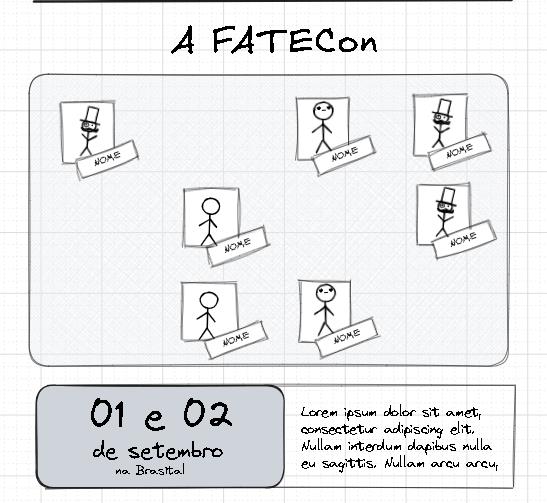 A FATECon
NOME
NOME
NOME
NOME
NOME
NOME
NOME
01 e 02
de setembro
na Brasital
Lorem ipsum dolor sit amet,
consectetur adipiscing elit.
Nullam interdum dapibus nulla
eu sagittis. Nullam arcu arcu,